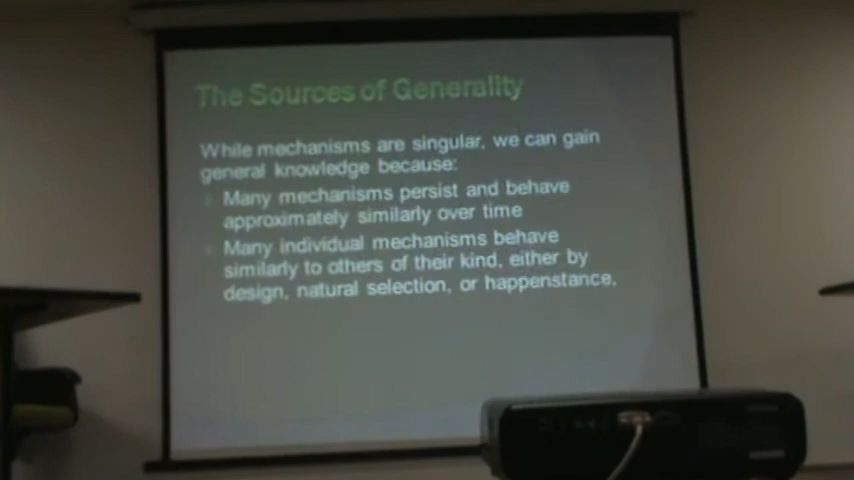 The Sources of Generality
While mechanisms are singular, we can gain
general knowledge because:
Many mechanisms persist and behave
approximately similarly over time
Many individual mechanisms behave
similarly to others of their kind, either by
design, natural selection, or happenstance.